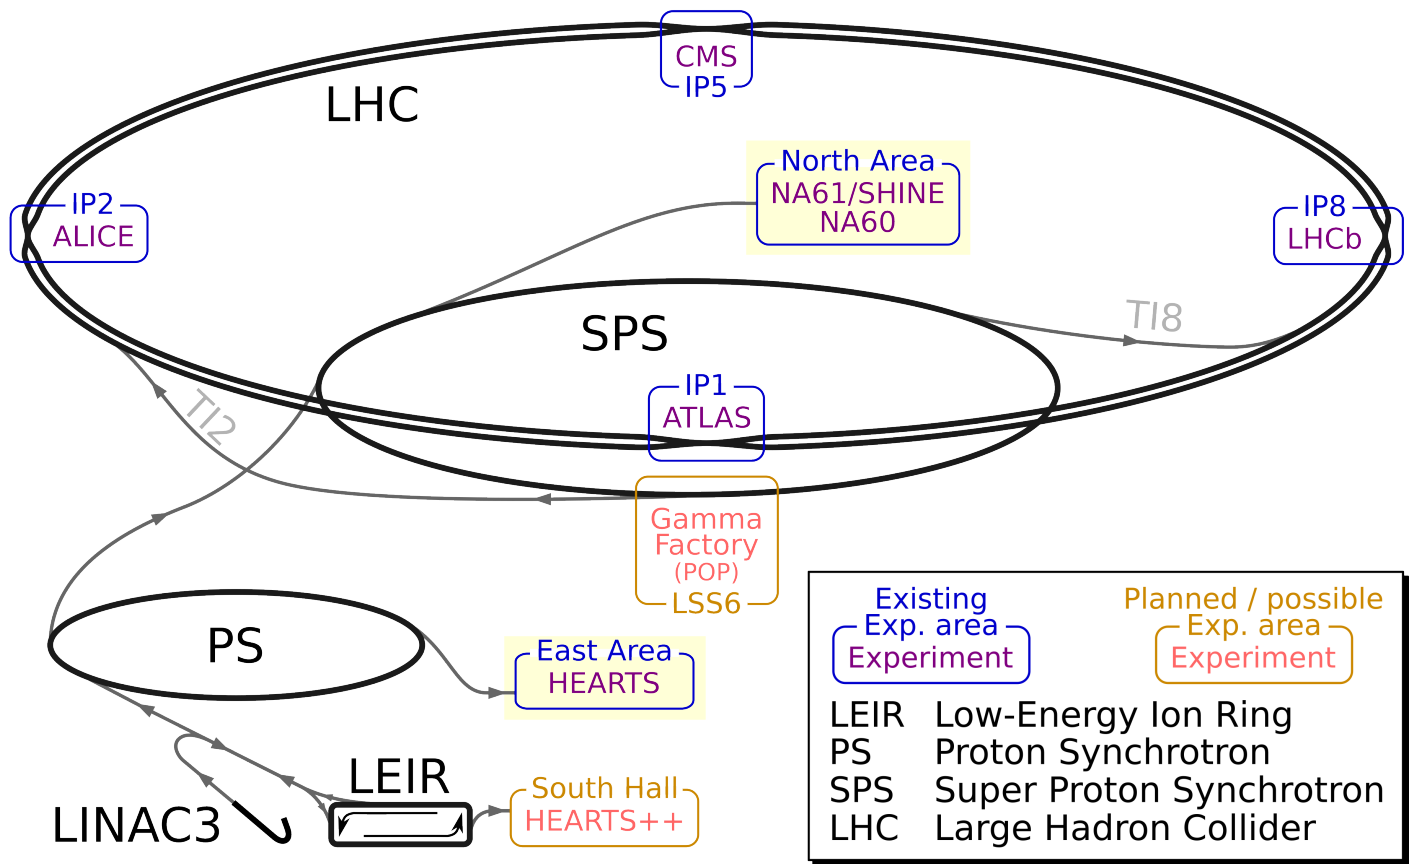 CMS
IP5
LHC
North Area
NA61/SHINE
NA60
IP2
ALICE
IP8
LHCb
TI8
SPS
IP1
ATLAS
TI2
Gamma
Factory
(POP)
LSS6
PS
East Area
HEARTS
LEIR
LINAC3
South Hall
HEARTS++
Existing
Exp. area
Experiment
Planned / possible
Exp. area
Experiment
LEIR Low-Energy Ion Ring
PS Proton Synchrotron
SPS Super Proton Synchrotron
LHC Large Hadron Collider